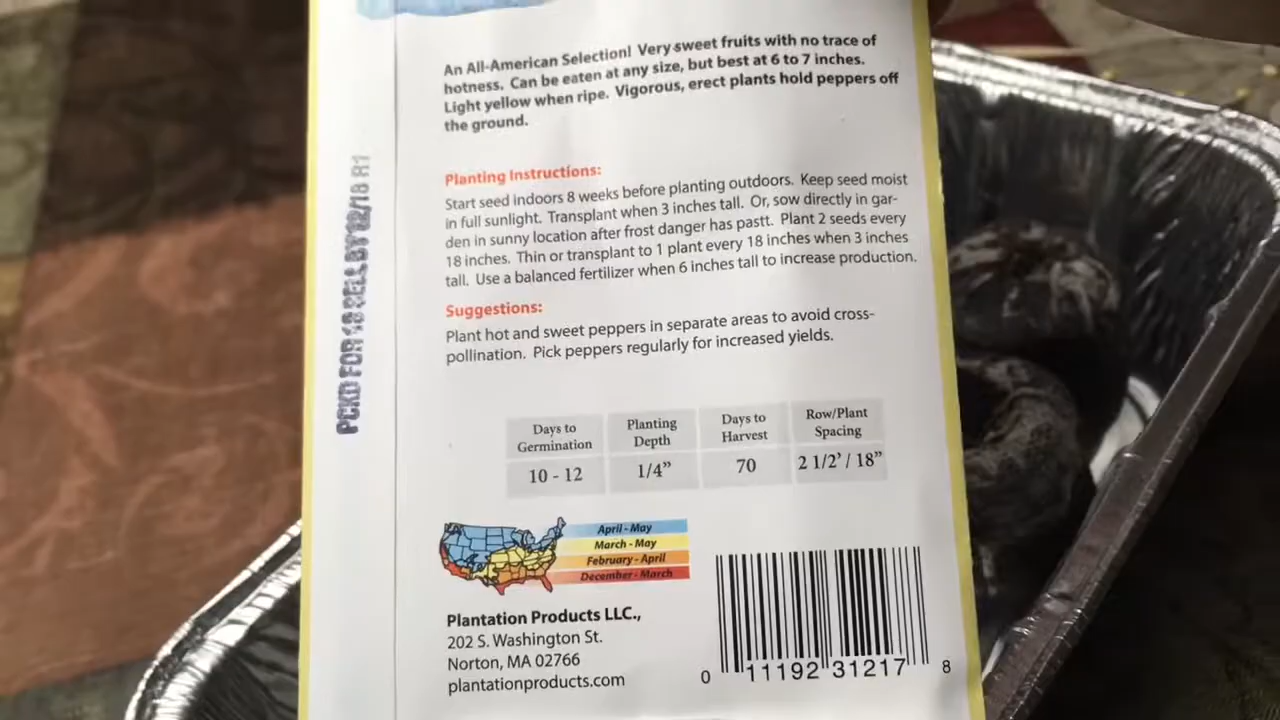 An All-American Selection! Very sweet fruits with no trace of
hotness. Can be eaten at any size, but best at 6 to 7 inches.
Light yellow when ripe. Vigorous, erect plants hold peppers off
the ground.
Planting Instructions:
Start seed indoors 8 weeks before planting outdoors. Keep seed moist
in full sunlight. Transplant when 3 inches tall. Or, sow directly in gar-
den in sunny location after frost danger has pastt. Plant 2 seeds every
18 inches. Thin or transplant to 1 plant every 18 inches when 3 inches
tall. Use a balanced fertilizer when 6 inches tall to increase production.
Suggestions:
Plant hot and sweet peppers in separate areas to avoid cross-
pollination. Pick peppers regularly for increased yields.
Days to Germination
Planting Depth
Days to Harvest
Row/Plant Spacing
10 - 12
1/4”
70
2 1/2’ / 18”
April - May
March - May
February - April
December - March
Plantation Products LLC.,
202 S. Washington St.
Norton, MA 02766
plantationproducts.com
0 11192 31217 8
PCKD FOR 18 SELL BY 12/18 R1